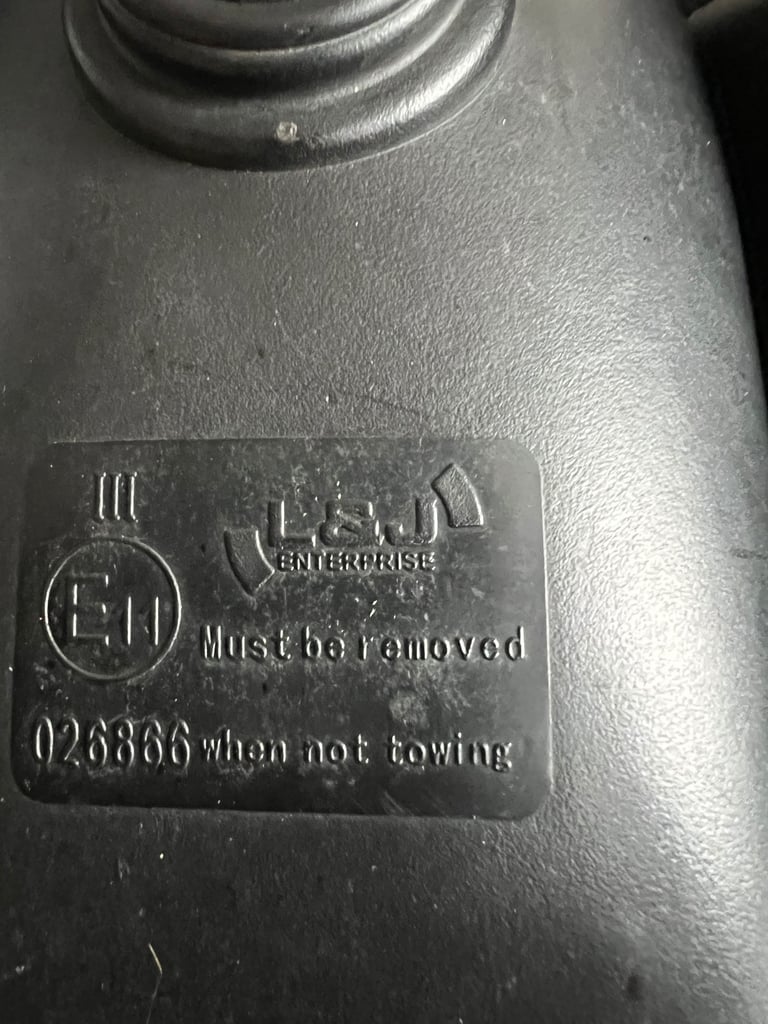 III
L&J
ENTERPRISE
E11
Must be removed
026866 when not towing